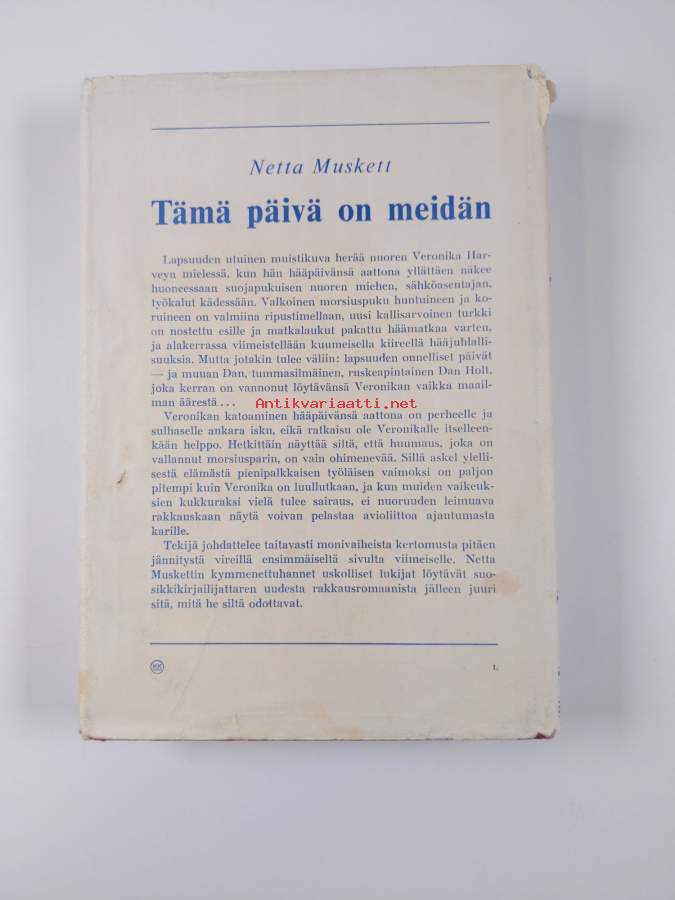 Netta Muskett
Tämä päivä on meidän
Lapsuuden utuinen muistikuva herää nuoren Veronika Har-
veyn mielessä, kun hän hääpäivänsä aattona yllättäen näkee
huoneessaan suojapukuisen nuoren miehen, sähköasentajan,
työkalut kädessään. Valkoinen morsiuspuku huntuineen ja ko-
ruineen on valmiina ripustimellaan, uusi kallisarvoinen turkki
on nostettu esille ja matkalaukut pakattu häämatkaa varten,
ja alakerrassa viimeistellään kuumeisella kiireellä hääjuhlalli-
suuksia. Mutta jotakin tulee väliin: lapsuuden onnelliset päivät
— ja muuan Dan, tummasilmäinen, ruskeapintainen Dan Holt,
joka kerran on vannonut löytävänsä Veronikan vaikka maail-
man äärestä . . .
Antikvariaatti.net
Veronikan katoaminen hääpäivänsä aattona on perheelle ja
sulhaselle ankara isku, eikä ratkaisu ole Veronikalle itselleen-
kään helppo. Hetkittäin näyttää siltä, että huumaus, joka on
vallannut morsiusparin, on vain ohimenevä. Sillä askel ylelli-
sestä elämästä pienipalkkaisen työläisen vaimoksi on paljon
pitempi kuin Veronika on luullutkaan, ja kun muiden vaikeuk-
sien kukkuraksi vielä tulee sairaus, ei nuoruuden leimuava
rakkauskaan näytä voivan pelastaa avioliittoa ajautumasta
karille.
Tekijä johdattelee taitavasti monivaiheista kertomusta pitäen
jännitystä vireillä ensimmäiseltä sivulta viimeiselle. Netta
Muskettin kymmenettuhannet uskolliset lukijat löytävät suo-
sikkikirjailijattaren uudesta rakkausromaanista jälleen juuri
sitä, mitä he siltä odottavat.
KK
1.